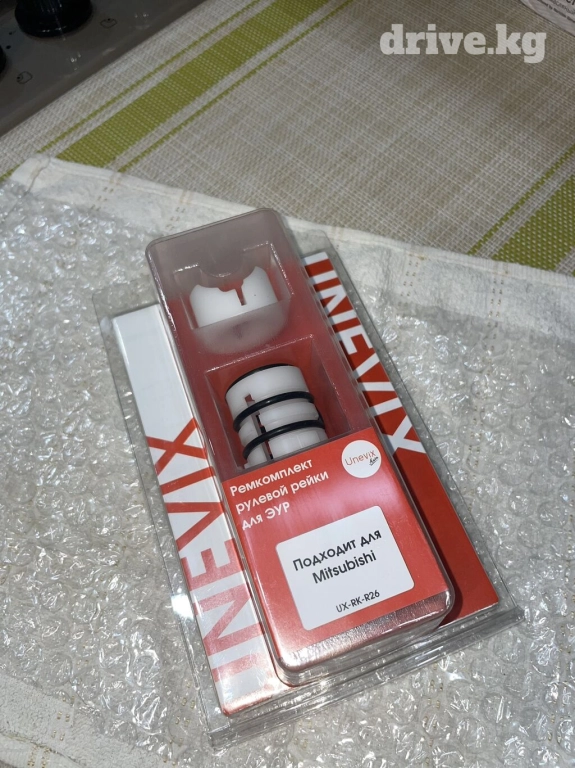 drive.kg
UNEVIX
UNEVIX
Unevix
Ремкомплект
рулевой рейки
для ЭУР
Подходит для
Mitsubishi
UX-RK-R26